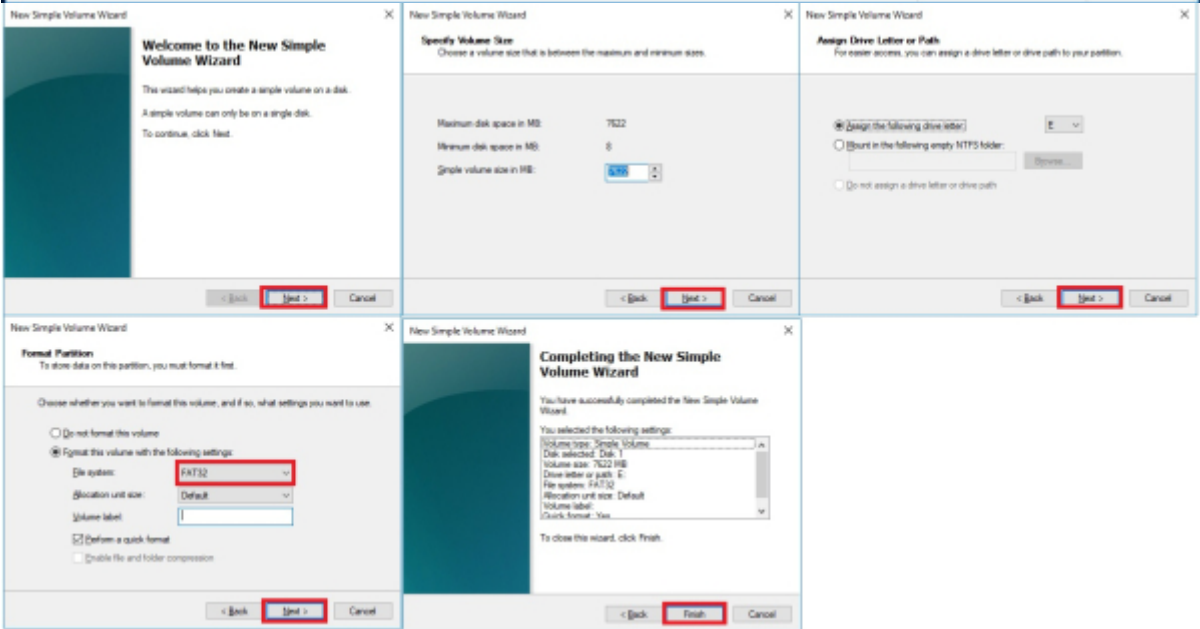 New Simple Volume Wizard
Welcome to the New Simple
Volume Wizard
This wizard helps you create a simple volume on a disk.
A simple volume can only be on a single disk.
To continue, click Next.
< Back
Next >
Cancel
New Simple Volume Wizard
Specify Volume Size
Choose a volume size that is between the maximum and minimum sizes.
Maximum disk space in MB:
7622
Minimum disk space in MB:
8
Simple volume size in MB:
< Back
Next >
Cancel
New Simple Volume Wizard
Assign Drive Letter or Path
For easier access, you can assign a drive letter or drive path to your partition.
Assign the following drive letter:
E
Mount in the following empty NTFS folder:
Browse...
Do not assign a drive letter or drive path
< Back
Next >
Cancel
New Simple Volume Wizard
Format Partition
To store data on this partition, you must format it first.
Choose whether you want to format this volume, and if so, what settings you want to use.
Do not format this volume
Format this volume with the following settings:
File system:
FAT32
Allocation unit size:
Default
Volume label:
Perform a quick format
Enable file and folder compression
< Back
Next >
Cancel
New Simple Volume Wizard
Completing the New Simple
Volume Wizard
You have successfully completed the New Simple Volume
Wizard.
You selected the following settings:
Volume type: Simple Volume
Disk selected: Disk 1
Volume size: 7622 MB
Drive letter or path: E:
File system: FAT32
Allocation unit size: Default
Volume label:
Quick format: Yes
To close this wizard, click Finish.
< Back
Finish
Cancel